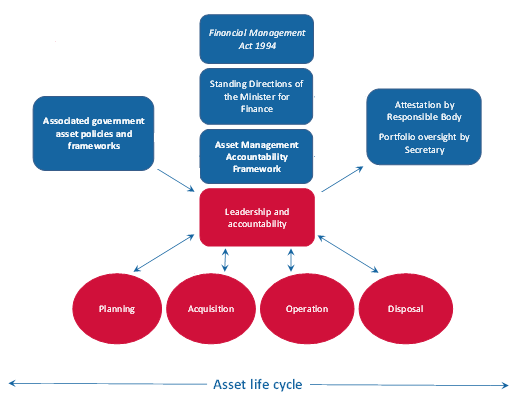 Financial Management
Act 1994
Standing Directions of
the Minister for
Finance
Associated government
asset policies and
frameworks
Attestation by
Responsible Body
Portfolio oversight by
Secretary
Asset Management
Accountability
Framework
Leadership and
accountability
Planning
Acquisition
Operation
Disposal
Asset life cycle